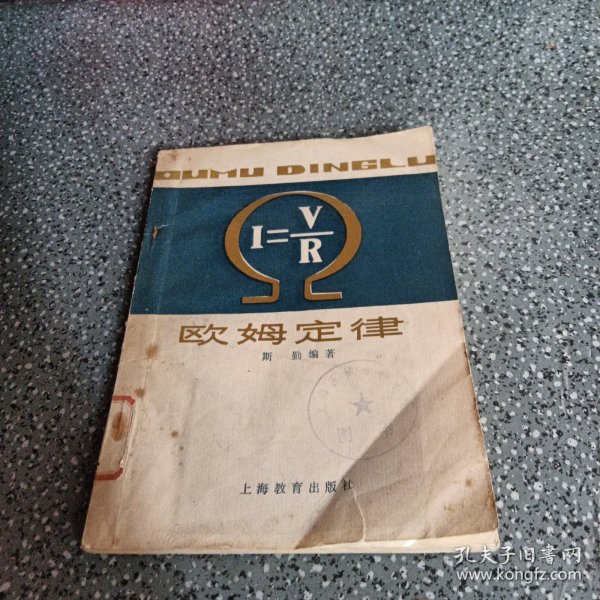 OUMU DINGLU
I=V/R
欧姆定律
斯 勤编著
图
上海教育出版社
孔夫子旧书网
www.kongfz.com